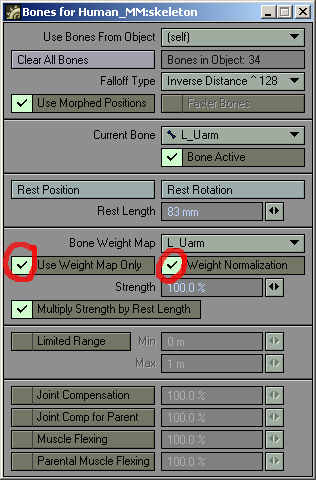 Bones for Human_MM:skeleton
Use Bones From Object (self)
Clear All Bones Bones in Object: 34
Falloff Type Inverse Distance ^ 128
Use Morphed Positions Faster Bones
Current Bone L_Uarm
Bone Active
Rest Position Rest Rotation
Rest Length 83 mm
Bone Weight Map L_Uarm
Use Weight Map Only Weight Normalization
Strength 100.0 %
Multiply Strength by Rest Length
Limited Range Min 0 m
Max 1 m
Joint Compensation 100.0 %
Joint Comp for Parent 100.0 %
Muscle Flexing 100.0 %
Parental Muscle Flexing 100.0 %